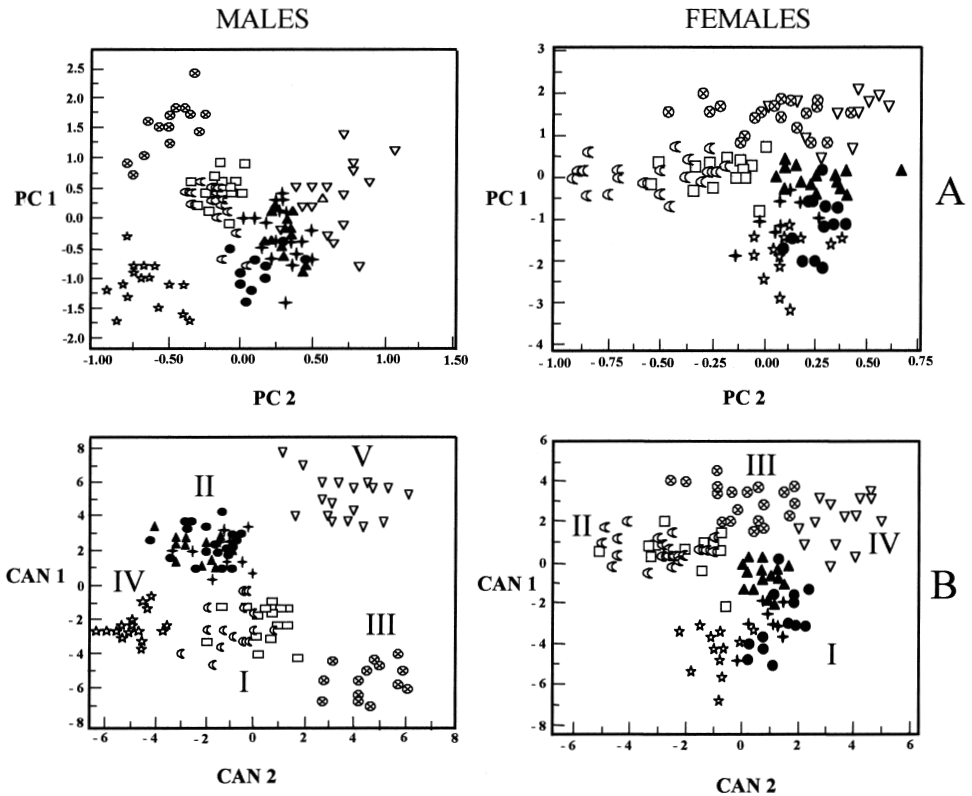 MALES FEMALES
2.5
2.0
1.5
1.0
0.5
0.0
-0.5
-1.0
-1.5
-2.0
PC 1
-1.00 -0.50 0.00 0.50 1.00 1.50
PC 2
3
2
1
0
-1
-2
-3
-4
PC 1
-1.00 -0.75 -0.50 -0.25 0.00 0.25 0.50 0.75
PC 2
A
8
6
4
2
0
-2
-4
-6
-8
CAN 1
V
II
IV
III
I
-6 -4 -2 0 2 4 6 8
CAN 2
6
4
2
0
-2
-4
-6
-8
CAN 1
III
II
IV
I
-6 -4 -2 0 2 4 6
CAN 2
B